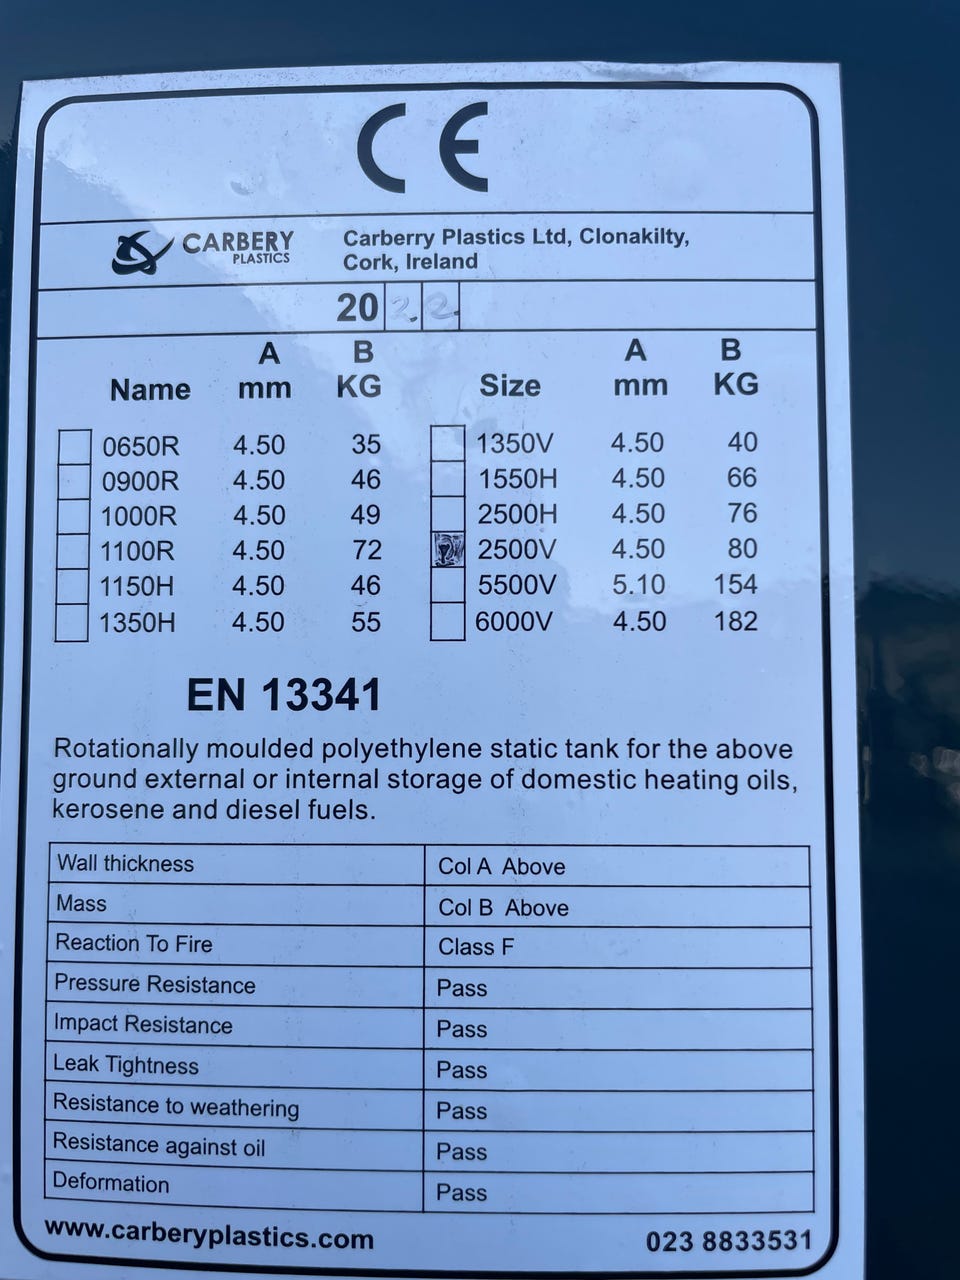 CE
CARBERY
PLASTICS
Carberry Plastics Ltd, Clonakilty,
Cork, Ireland
20 2 2
A B A B
Name mm KG Size mm KG
0650R 4.50 35 1350V 4.50 40
0900R 4.50 46 1550H 4.50 66
1000R 4.50 49 2500H 4.50 76
1100R 4.50 72 2500V 4.50 80
1150H 4.50 46 5500V 5.10 154
1350H 4.50 55 6000V 4.50 182
EN 13341
Rotationally moulded polyethylene static tank for the above
ground external or internal storage of domestic heating oils,
kerosene and diesel fuels.
Wall thickness Col A Above
Mass Col B Above
Reaction To Fire Class F
Pressure Resistance Pass
Impact Resistance Pass
Leak Tightness Pass
Resistance to weathering Pass
Resistance against oil Pass
Deformation Pass
www.carberyplastics.com 023 8833531